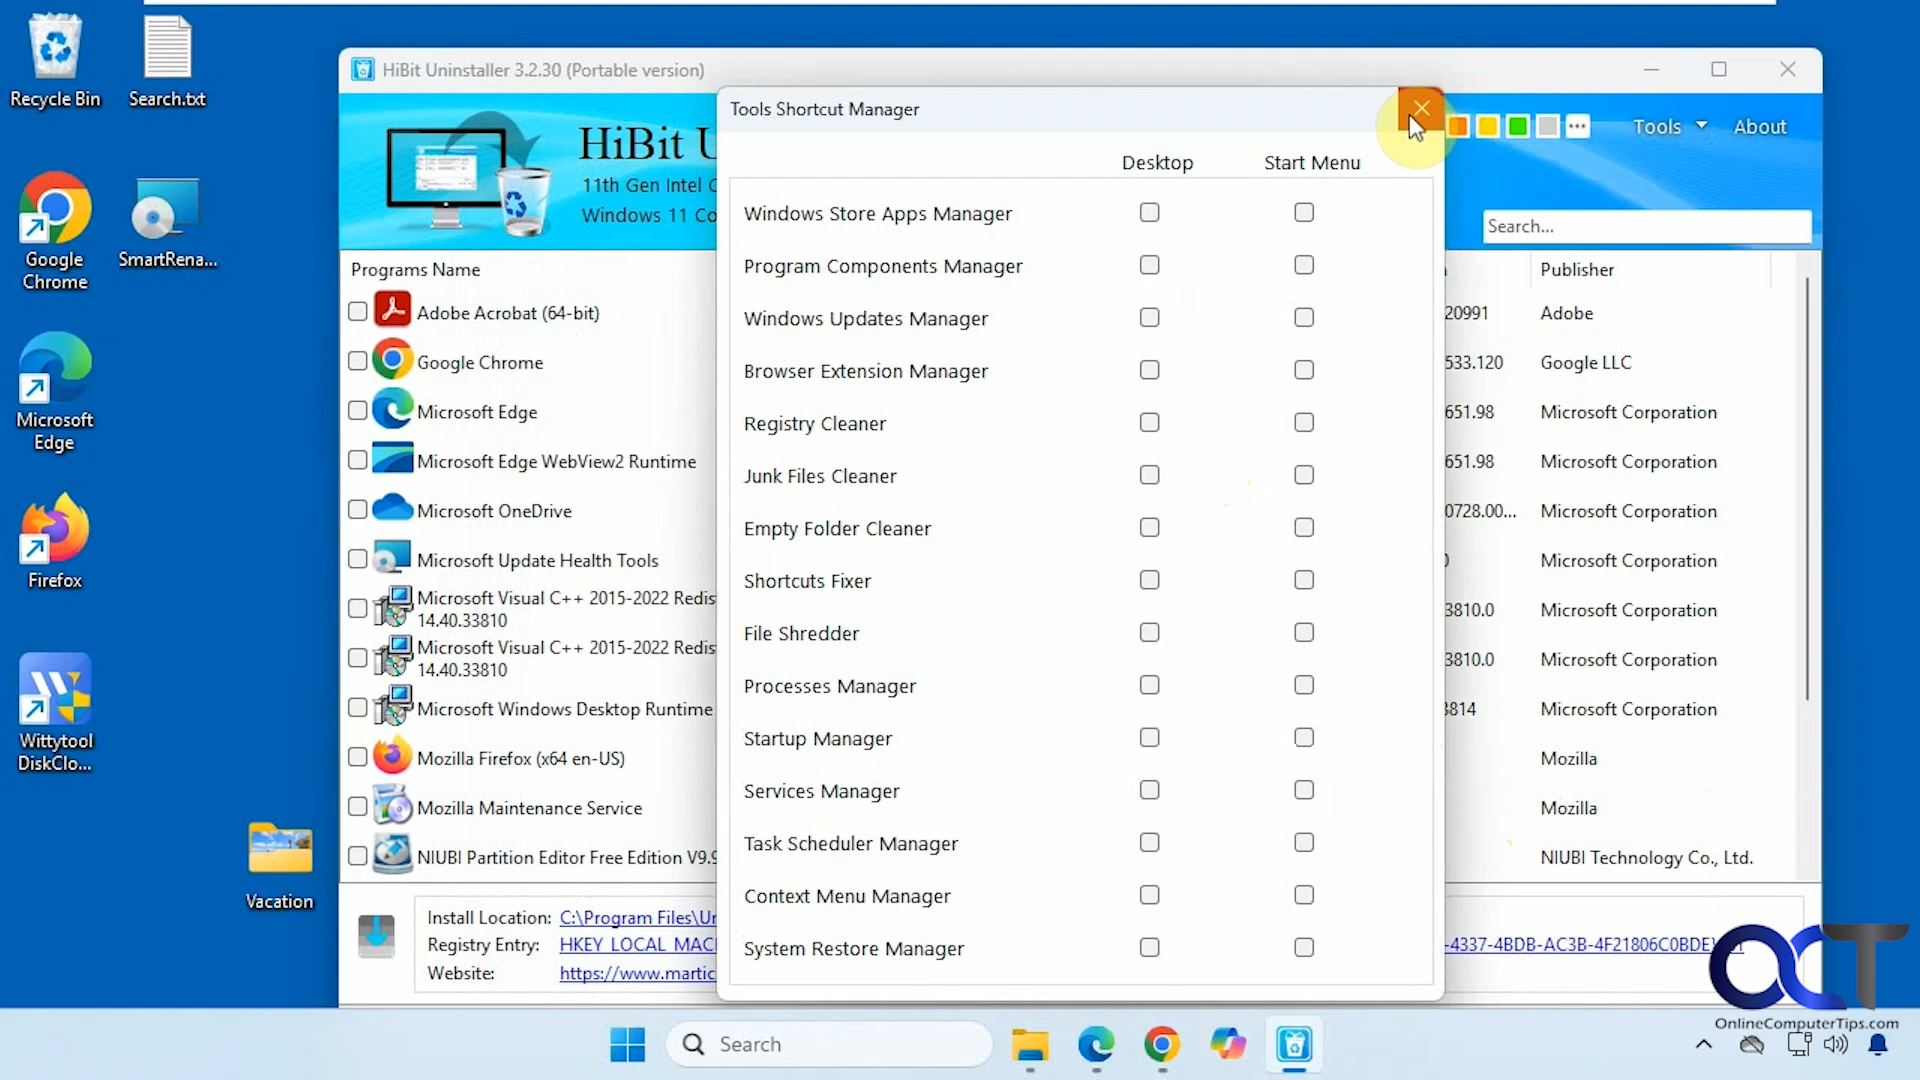 Recycle Bin
Search.txt
Google
Chrome
SmartRena...
Microsoft
Edge
Firefox
Wittytool
DiskClo...
Vacation
HiBit Uninstaller 3.2.30 (Portable version)
HiBit U
11th Gen Intel C
Windows 11 Co
Tools
About
Search...
Programs Name
Publisher
Adobe Acrobat (64-bit)
20991
Adobe
Google Chrome
533.120
Google LLC
Microsoft Edge
651.98
Microsoft Corporation
Microsoft Edge WebView2 Runtime
651.98
Microsoft Corporation
Microsoft OneDrive
0728.00...
Microsoft Corporation
Microsoft Update Health Tools
Microsoft Corporation
Microsoft Visual C++ 2015-2022 Redis
14.40.33810
3810.0
Microsoft Corporation
Microsoft Visual C++ 2015-2022 Redis
14.40.33810
3810.0
Microsoft Corporation
Microsoft Windows Desktop Runtime
3814
Microsoft Corporation
Mozilla Firefox (x64 en-US)
Mozilla
Mozilla Maintenance Service
Mozilla
NIUBI Partition Editor Free Edition V9.9
NIUBI Technology Co., Ltd.
Install Location: C:\Program Files\Un
Registry Entry: HKEY_LOCAL_MAC
-4337-4BDB-AC3B-4F21806C0BDE}
Website: https://www.martic
Tools Shortcut Manager
Desktop
Start Menu
Windows Store Apps Manager
Program Components Manager
Windows Updates Manager
Browser Extension Manager
Registry Cleaner
Junk Files Cleaner
Empty Folder Cleaner
Shortcuts Fixer
File Shredder
Processes Manager
Startup Manager
Services Manager
Task Scheduler Manager
Context Menu Manager
System Restore Manager
OCT
OnlineComputerTips.com
Search